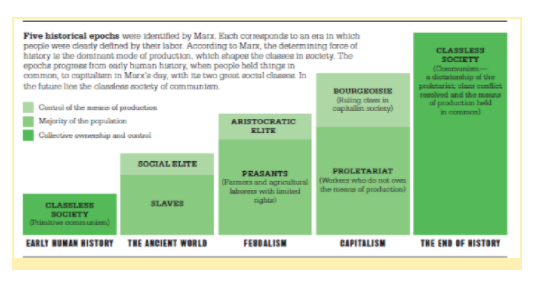 Five historical epochs were identified by Marx. Each corresponds to an era in which
people were clearly defined by their labor. According to Marx, the determining force of
history is the dominant mode of production, which shapes the classes in society. The
epochs progress from early human history, when people held things in
common, to capitalism in Marx's day, with its two great social classes. In
the future lies the classless society of communism.
Control of the means of production
Majority of the population
Collective ownership and control
CLASSLESS
SOCIETY
(Primitive communism)
EARLY HUMAN HISTORY
SOCIAL ELITE
SLAVES
THE ANCIENT WORLD
ARISTOCRATIC
ELITE
PEASANTS
(Farmers and agricultural
laborers with limited
rights)
FEUDALISM
BOURGEOISIE
(Ruling class in
capitalist society)
PROLETARIAT
(Workers who do not own
the means of production)
CAPITALISM
CLASSLESS
SOCIETY
(Communism—
a dictatorship of the
proletariat; class conflict
resolved and the means
of production held
in common)
THE END OF HISTORY